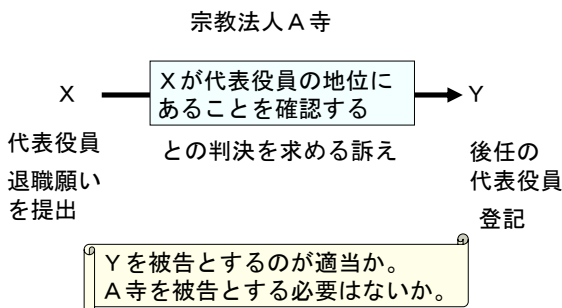 宗教法人A寺
Xが代表役員の地位に
あることを確認する
X
Y
代表役員
退職願い
を提出
との判決を求める訴え
後任の
代表役員
登記
Yを被告とするのが適当か。
A寺を被告とする必要はないか。